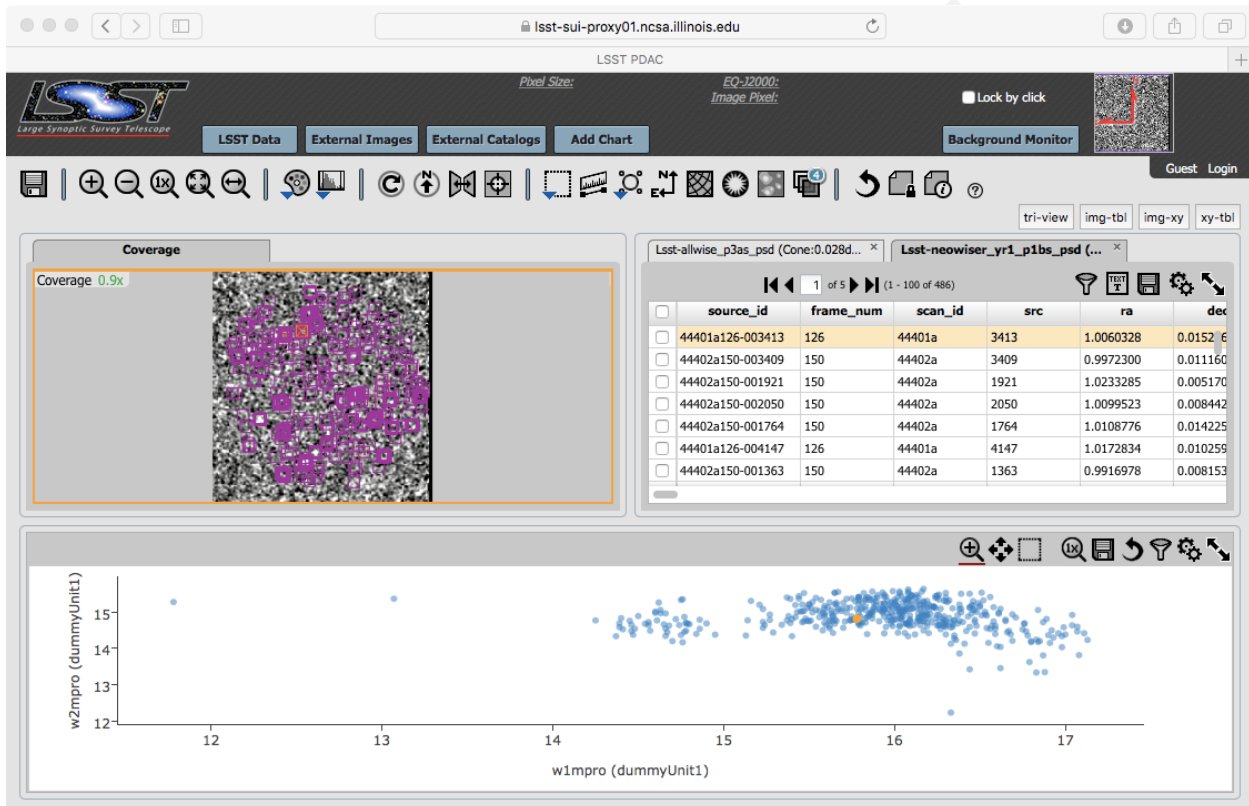 lsst-sui-proxy01.ncsa.illinois.edu
LSST PDAC
LSST
Large Synoptic Survey Telescope
Pixel Size:
EQ-J2000:
Image Pixel:
Lock by click
LSST Data
External Images
External Catalogs
Add Chart
Background Monitor
Guest Login
1x
N
E
N
4
tri-view
img-tbl
img-xy
xy-tbl
Coverage
Coverage 0.9x
Lsst-allwise_p3as_psd (Cone:0.028d... ×
Lsst-neowiser_yr1_p1bs_psd (... ×
1 of 5 (1 - 100 of 486)
TEXT
T
source_id frame_num scan_id src ra dec
44401a126-003413 126 44401a 3413 1.0060328 0.0152 6
44402a150-003409 150 44402a 3409 0.9972300 0.011160
44402a150-001921 150 44402a 1921 1.0233285 0.005170
44402a150-002050 150 44402a 2050 1.0099523 0.008442
44402a150-001764 150 44402a 1764 1.0108776 0.014225
44401a126-004147 126 44401a 4147 1.0172834 0.010259
44402a150-001363 150 44402a 1363 0.9916978 0.008153
1x
w2mpro (dummyUnit1)
15
14
13
12
12 13 14 15 16 17
w1mpro (dummyUnit1)